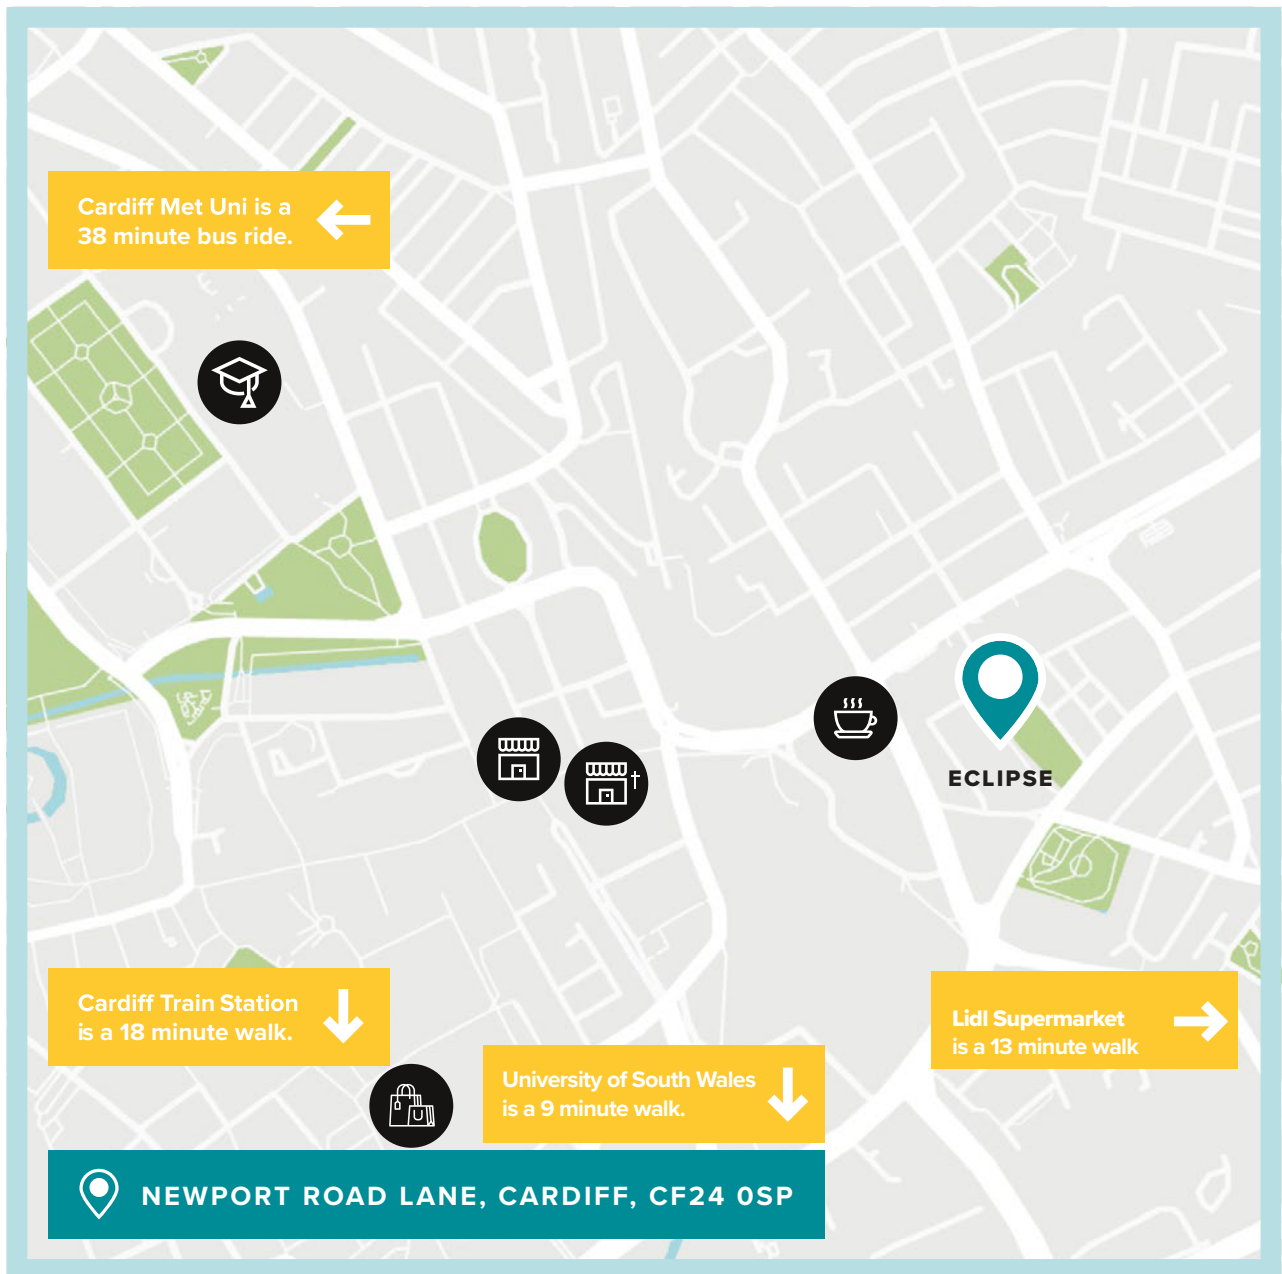 Cardiff Met Uni is a
38 minute bus ride.
ECLIPSE
Cardiff Train Station
is a 18 minute walk.
Lidl Supermarket
is a 13 minute walk
University of South Wales
is a 9 minute walk.
NEWPORT ROAD LANE, CARDIFF, CF24 0SP